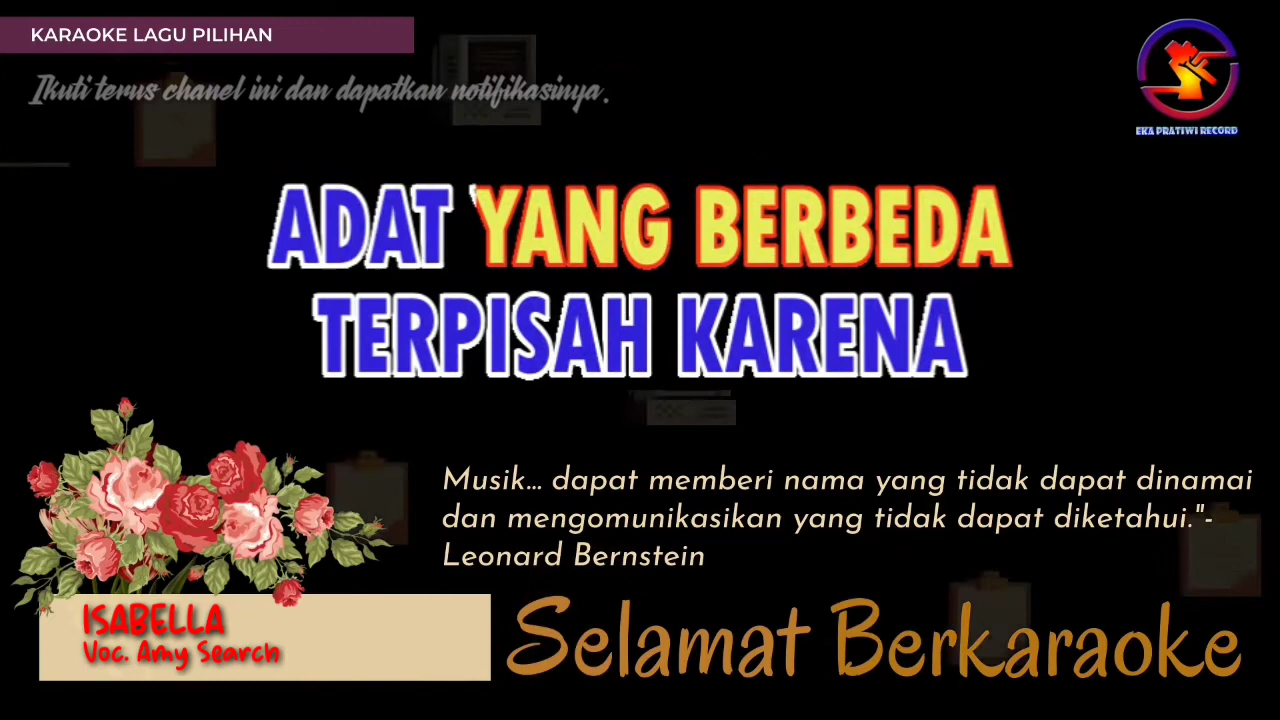 KARAOKE LAGU PILIHAN
Ikuti terus chanel ini dan dapatkan notifikasinya.
EKA PRATIWI RECORD
ADAT YANG BERBEDA
TERPISAH KARENA
Musik... dapat memberi nama yang tidak dapat dinamai
dan mengomunikasikan yang tidak dapat diketahui."-
Leonard Bernstein
ISABELLA
Voc. Amy Search
Selamat Berkaraoke